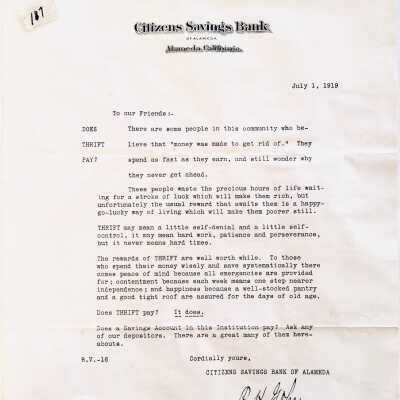 187
Citizens Savings Bank
OF ALAMEDA
Alameda, California.
July 1, 1919
To our Friends:-
DOES There are some people in this community who be-
THRIFT lieve that "money was made to get rid of." They
PAY? spend as fast as they earn, and still wonder why
they never get ahead.
These people waste the precious hours of life wait-
ing for a stroke of luck which will make them rich, but
unfortunately the usual reward that awaits them is a happy-
go-lucky way of living which will make them poorer still.
THRIFT may mean a little self-denial and a little self-
control, it may mean hard work, patience and perseverance,
but it never means hard times.
The rewards of THRIFT are well worth while. To those
who spend their money wisely and save systematically there
comes peace of mind because all emergencies are provided
for; contentment because each week means one step nearer
independence; and happiness because a well-stocked pantry
and a good tight roof are assured for the days of old age.
Does THRIFT pay? It does.
Does a Savings Account in this Institution pay? Ask any
of our depositors. There are a great many of them here-
abouts.
R.V.-16 Cordially yours,
CITIZENS SAVINGS BANK OF ALAMEDA